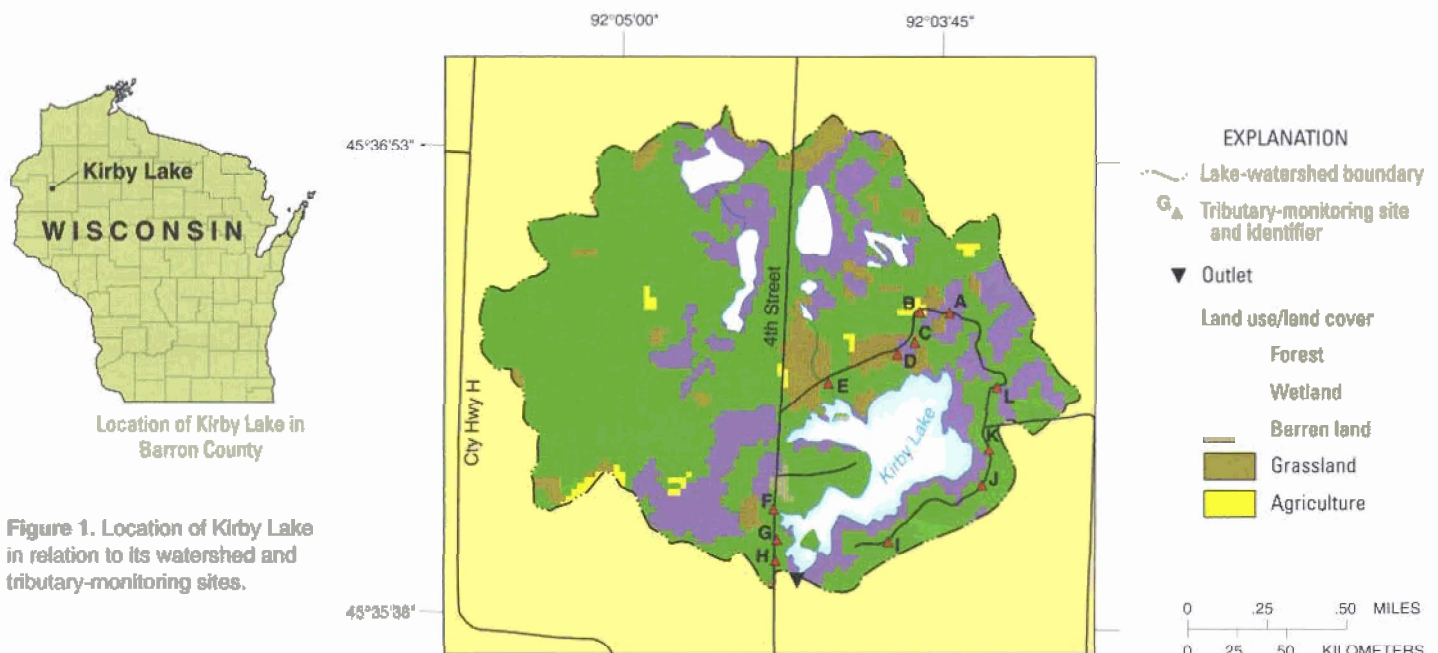 92°05'00"
92°03'45"
45°36'53"
Kirby Lake
WISCONSIN
Location of Kirby Lake in
Barron County
Figure 1. Location of Kirby Lake
in relation to its watershed and
tributary-monitoring sites.
Cty Hwy H
4th Street
Kirby Lake
A
B
C
D
E
F
G
H
I
J
K
L
45°35'38"
EXPLANATION
Lake-watershed boundary
G
Tributary-monitoring site
and identifier
Outlet
Land use/land cover
Forest
Wetland
Barren land
Grassland
Agriculture
0 .25 .50 MILES
0 .25 .50 KILOMETERS